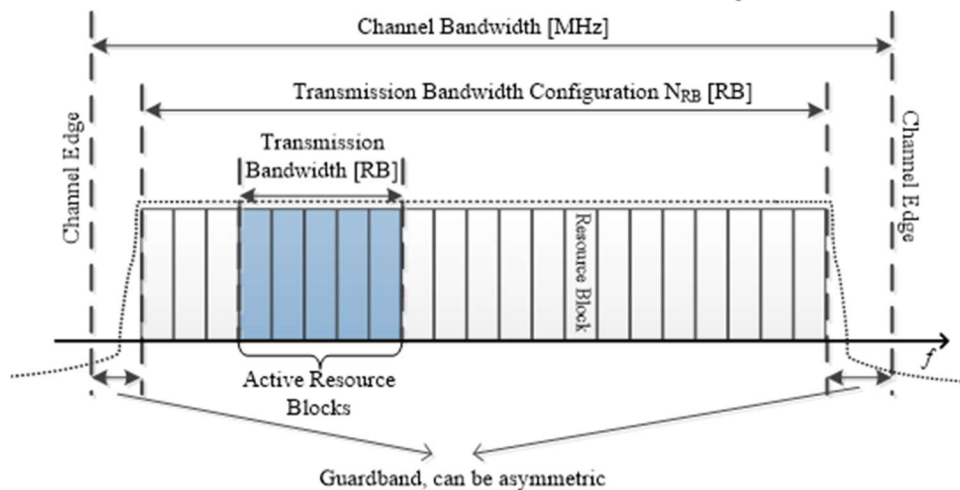 Channel Bandwidth [MHz]
Transmission Bandwidth Configuration NRB [RB]
Transmission
Bandwidth [RB]
Channel Edge
Channel Edge
Resource Block
f
Active Resource
Blocks
Guardband, can be asymmetric